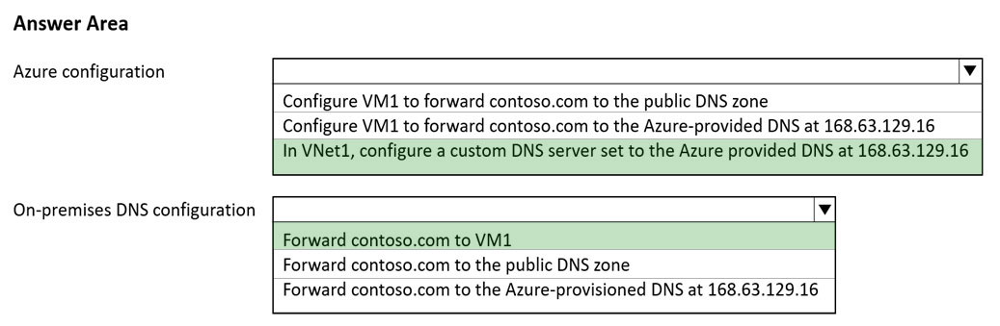 Answer Area
Azure configuration
Configure VM1 to forward contoso.com to the public DNS zone
Configure VM1 to forward contoso.com to the Azure-provided DNS at 168.63.129.16
In VNet1, configure a custom DNS server set to the Azure provided DNS at 168.63.129.16
On-premises DNS configuration
Forward contoso.com to VM1
Forward contoso.com to the public DNS zone
Forward contoso.com to the Azure-provisioned DNS at 168.63.129.16